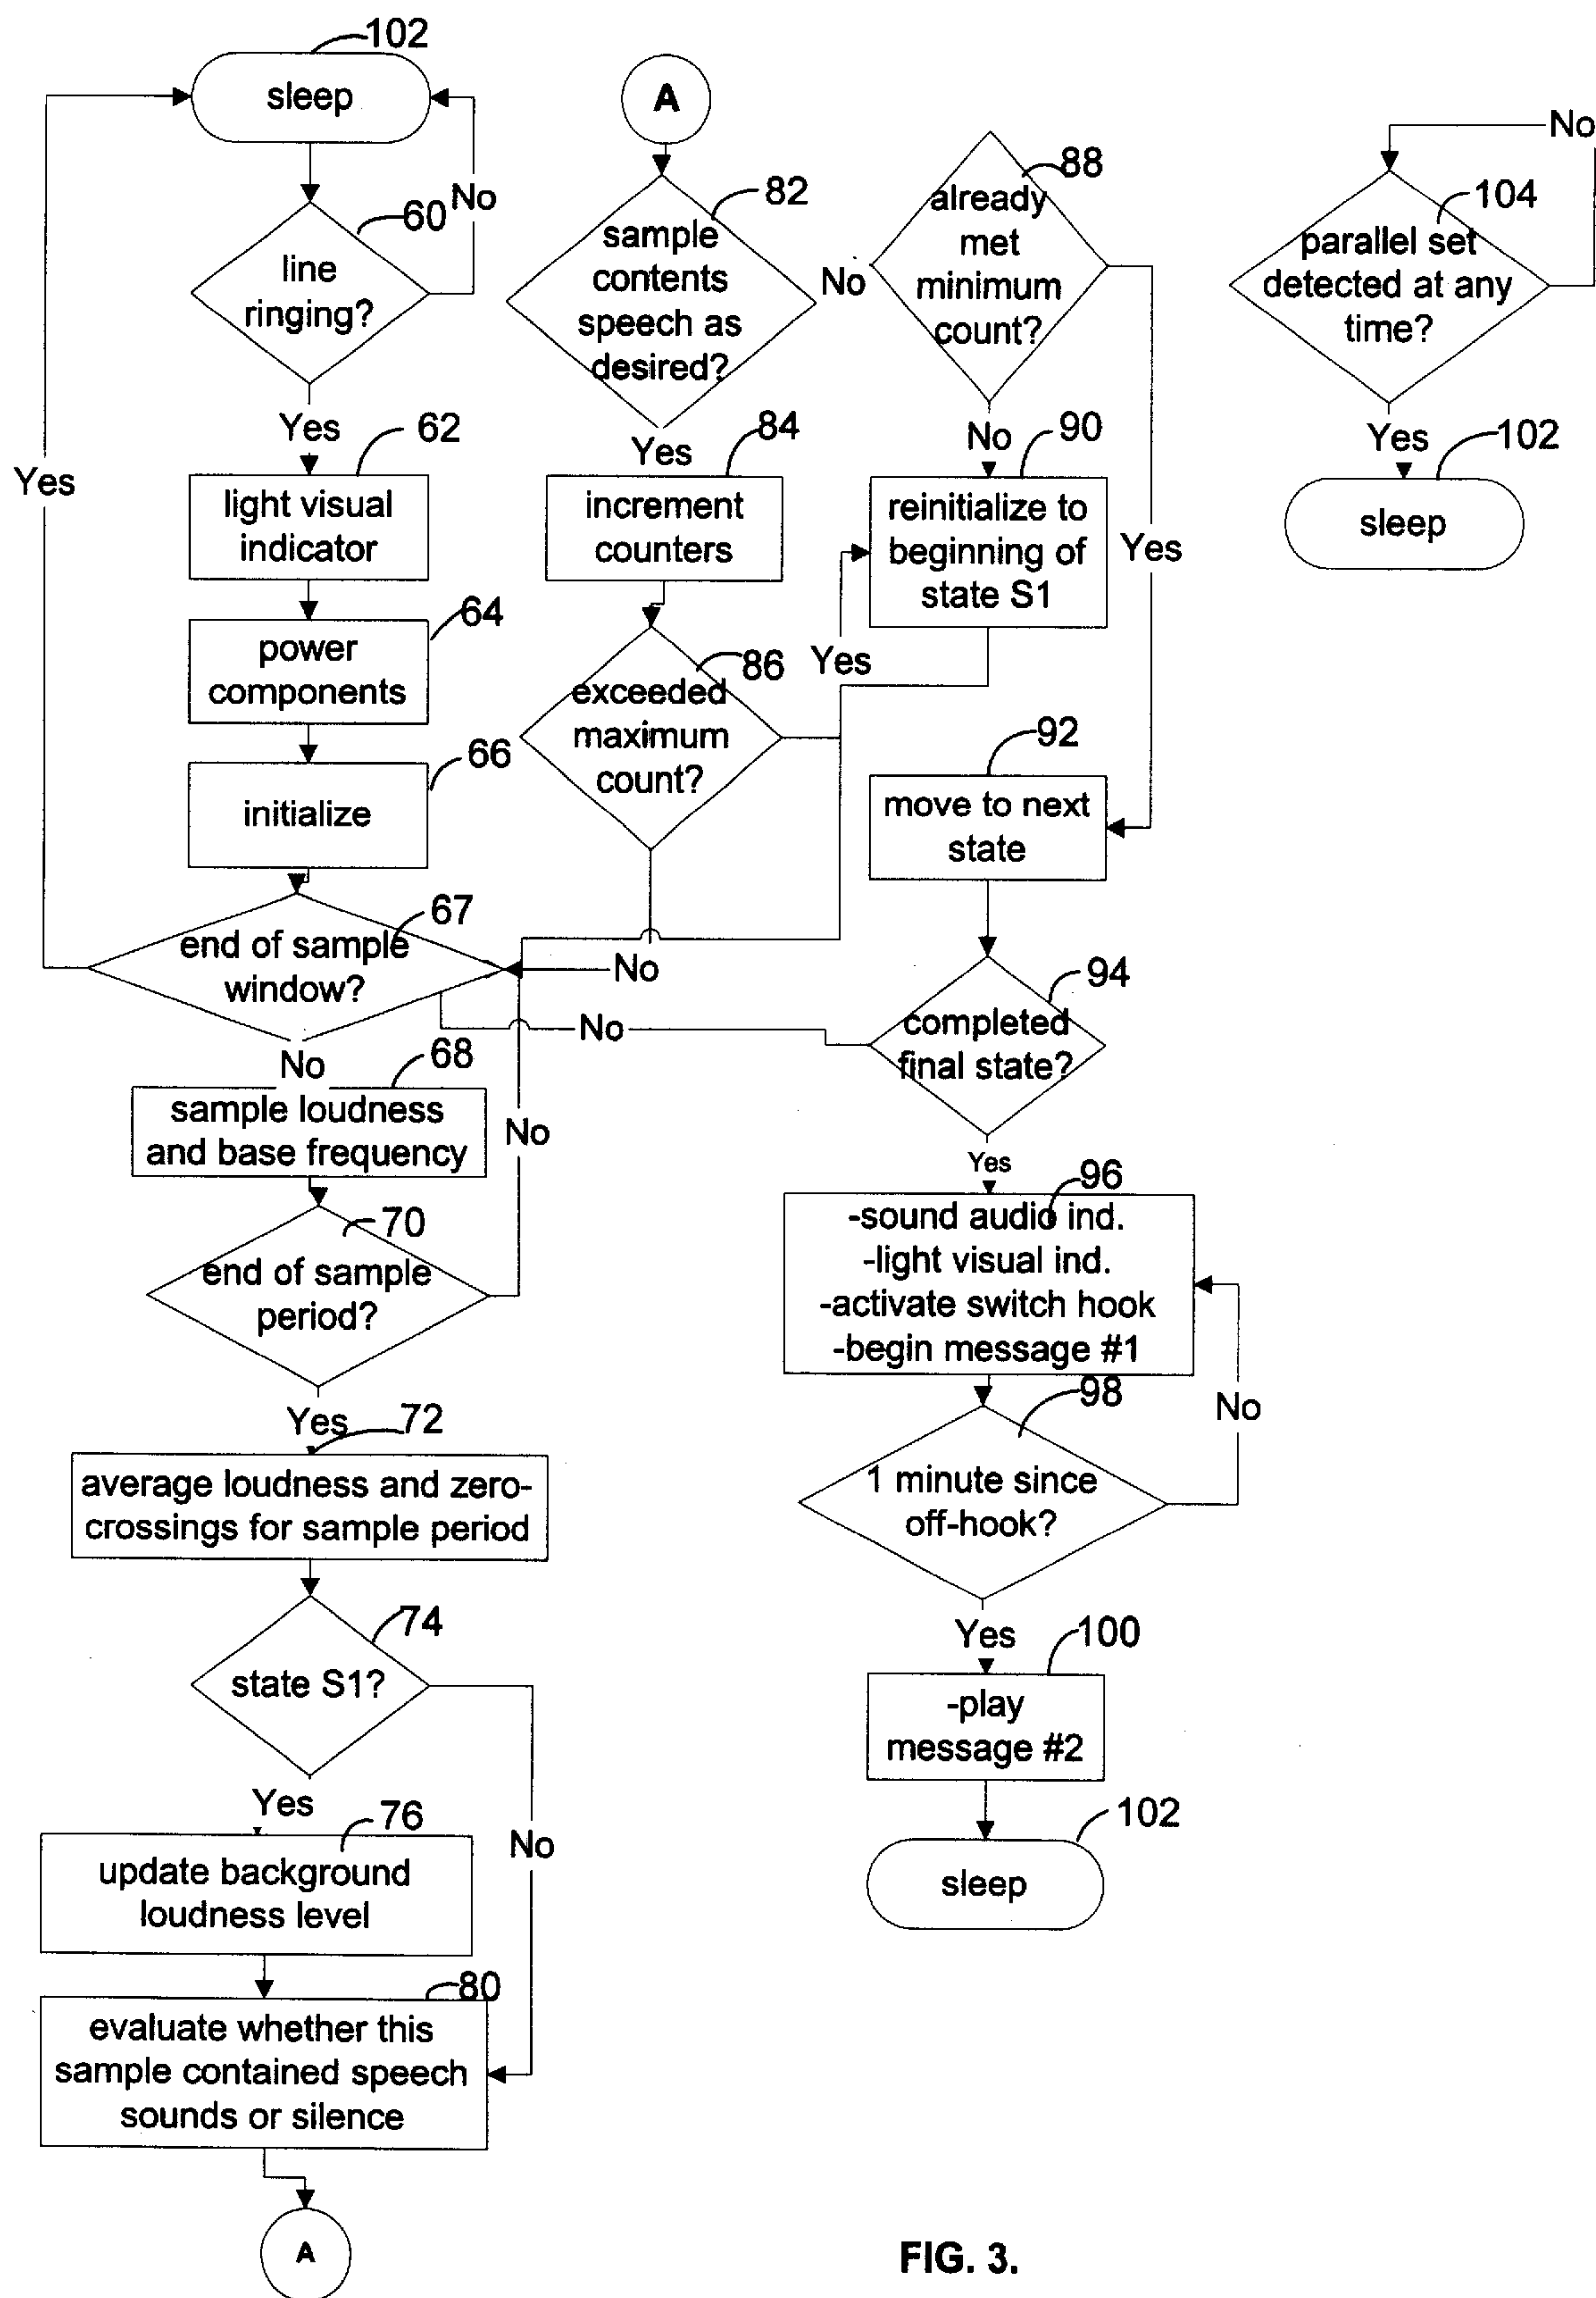 102
sleep
No
60
line
ringing?
Yes
62
light visual
indicator
Yes
64
power
components
66
initialize
67
end of sample
window?
No
68
sample loudness
and base frequency
No
70
end of sample
period?
Yes
72
average loudness and zero-
crossings for sample period
74
state S1?
Yes
76
No
update background
loudness level
80
evaluate whether this
sample contained speech
sounds or silence
A
A
82
sample
contents
speech as
desired?
No
Yes
84
increment
counters
86
Yes
exceeded
maximum
count?
No
88
already
met
minimum
count?
No
90
Yes
reinitialize to
beginning of
state S1
92
move to next
state
94
completed
final state?
No
Yes
96
-sound audio ind.
-light visual ind.
-activate switch hook
-begin message #1
98
No
1 minute since
off-hook?
Yes
100
-play
message #2
102
sleep
No
104
parallel set
detected at any
time?
Yes
102
sleep
FIG. 3.